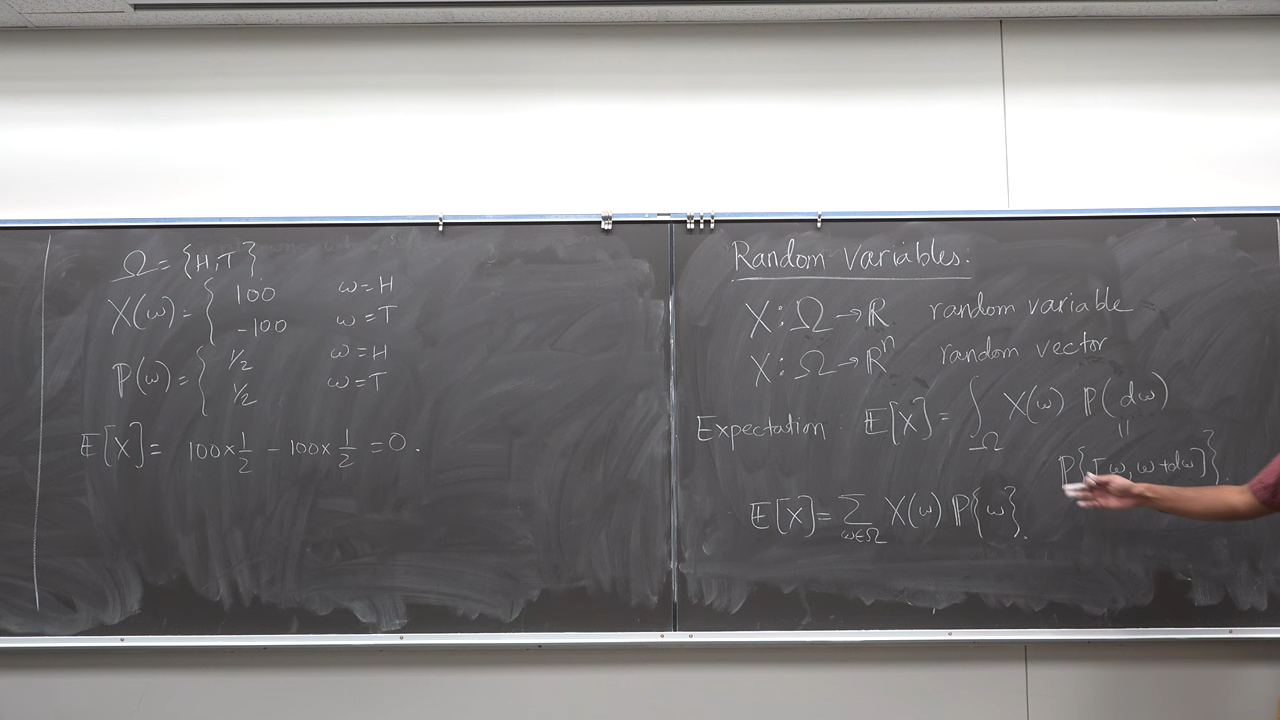 Ω = {H,T}.
X(ω) = { 100 ω=H
-100 ω=T
P(ω) = { 1/2 ω=H
1/2 ω=T
E[X] = 100×1/2 - 100×1/2 = 0.
Random Variables:
X : Ω → ℝ random variable
X : Ω → ℝⁿ random vector
Expectation E[X] = ∫_Ω X(ω) P(dω)
||
P{[ω, ω+dω]}.
E[X] = Σ_{ω∈Ω} X(ω) P{ω}.